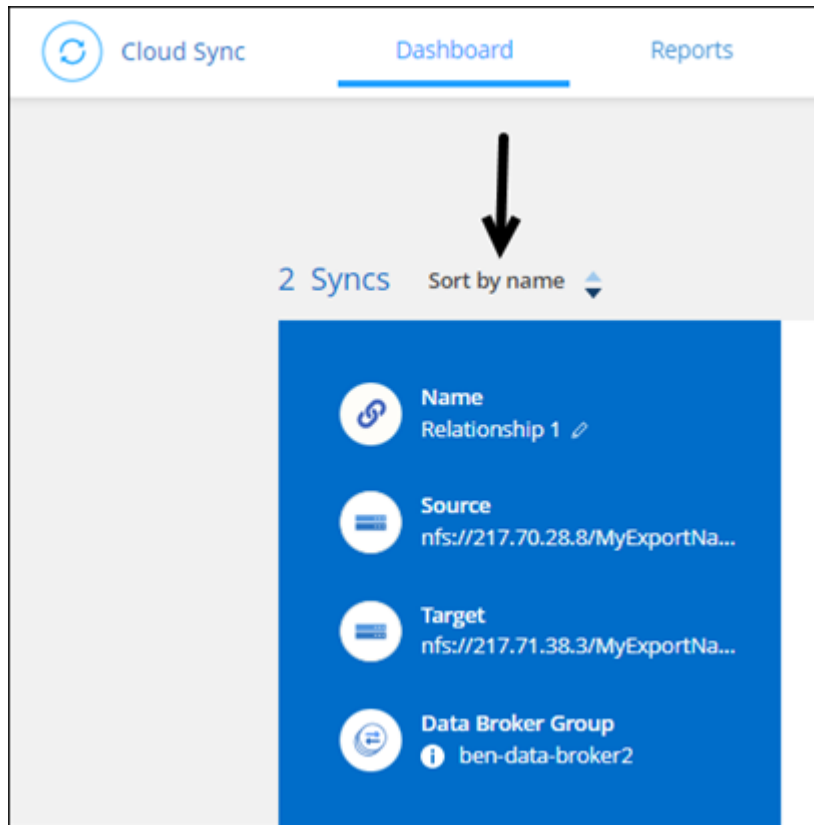 Cloud Sync Dashboard Reports
2 Syncs Sort by name
Name
Relationship 1
Source
nfs://217.70.28.8/MyExportNa...
Target
nfs://217.71.38.3/MyExportNa...
Data Broker Group
ben-data-broker2